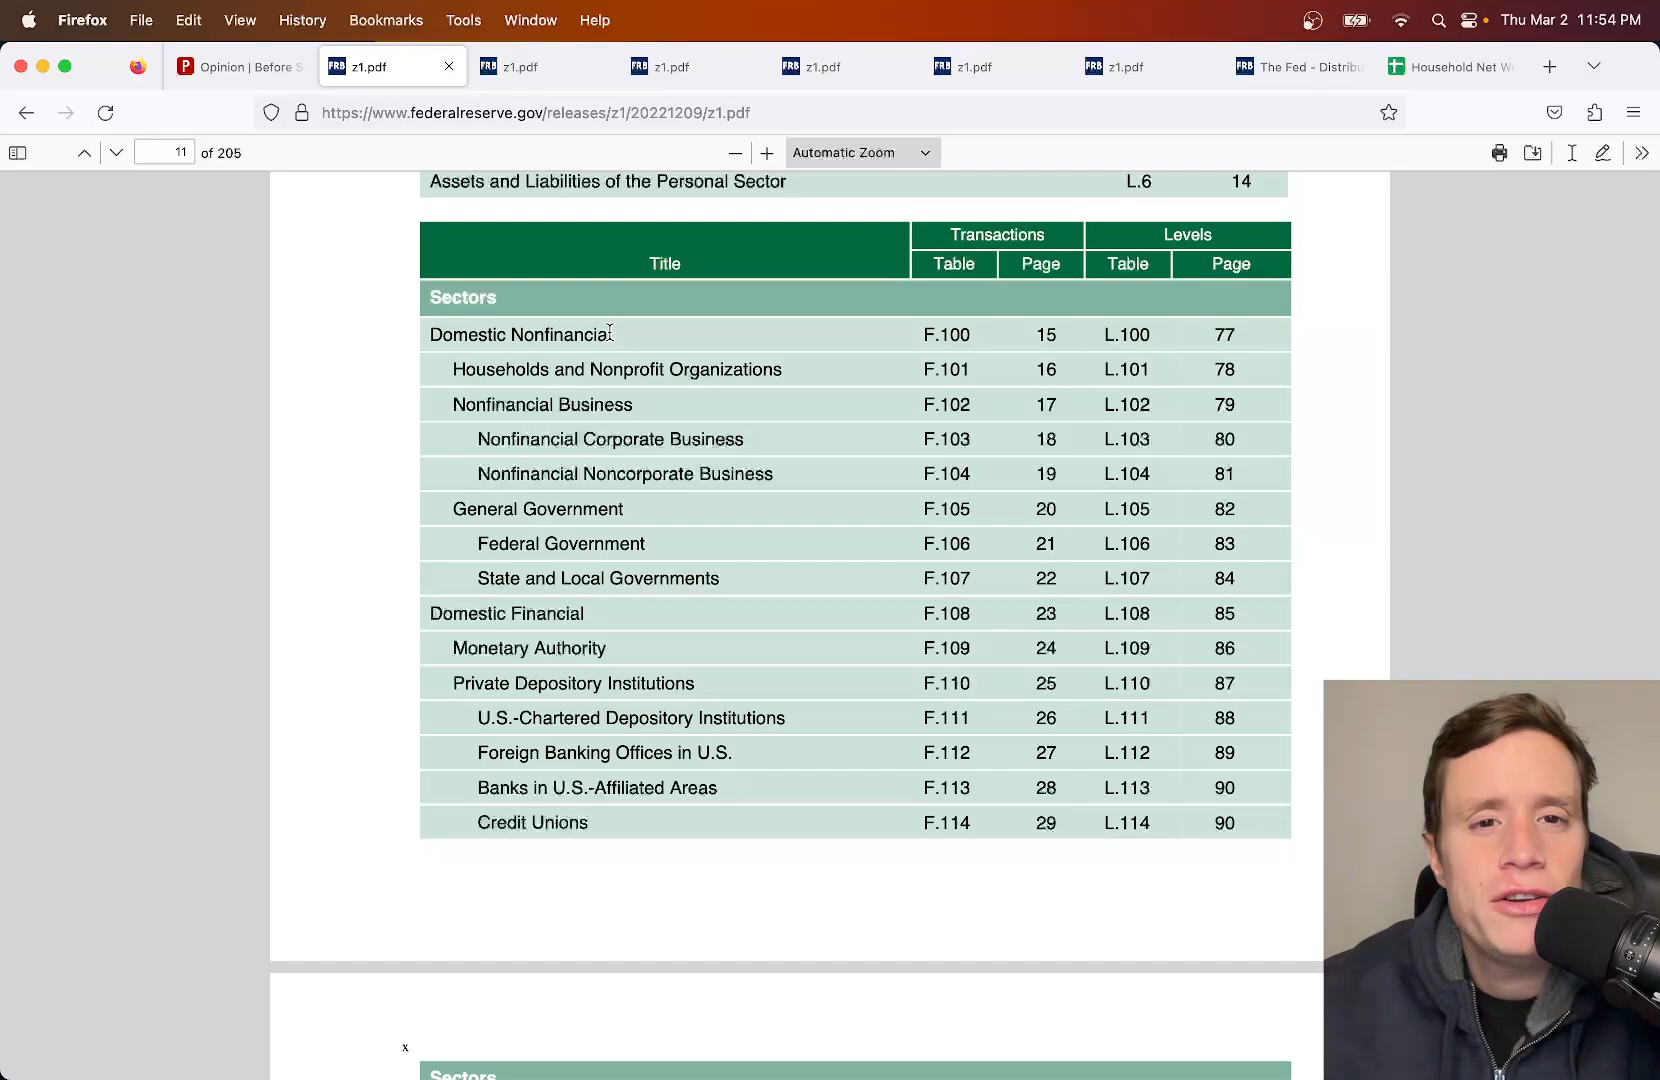 Firefox File Edit View History Bookmarks Tools Window Help Thu Mar 2 11:54 PM
Opinion | Before S
FRB z1.pdf
FRB z1.pdf
FRB z1.pdf
FRB z1.pdf
FRB z1.pdf
FRB z1.pdf
FRB The Fed - Distribu
Household Net W
https://www.federalreserve.gov/releases/z1/20221209/z1.pdf
11 of 205 Automatic Zoom
Assets and Liabilities of the Personal Sector L.6 14
Transactions Levels
Title Table Page Table Page
Sectors
Domestic Nonfinancial F.100 15 L.100 77
Households and Nonprofit Organizations F.101 16 L.101 78
Nonfinancial Business F.102 17 L.102 79
Nonfinancial Corporate Business F.103 18 L.103 80
Nonfinancial Noncorporate Business F.104 19 L.104 81
General Government F.105 20 L.105 82
Federal Government F.106 21 L.106 83
State and Local Governments F.107 22 L.107 84
Domestic Financial F.108 23 L.108 85
Monetary Authority F.109 24 L.109 86
Private Depository Institutions F.110 25 L.110 87
U.S.-Chartered Depository Institutions F.111 26 L.111 88
Foreign Banking Offices in U.S. F.112 27 L.112 89
Banks in U.S.-Affiliated Areas F.113 28 L.113 90
Credit Unions F.114 29 L.114 90
x
Sectors